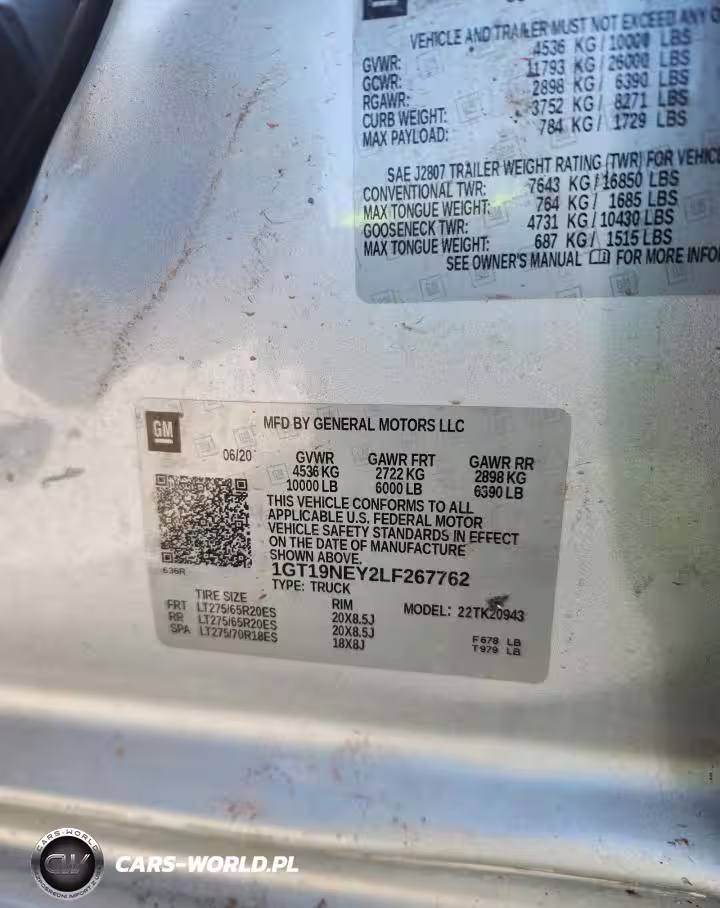 GM
VEHICLE AND TRAILER MUST NOT EXCEED ANY
GVWR: 4536 KG / 10000 LBS
GCWR: 11793 KG / 26000 LBS
RGAWR: 2898 KG / 6390 LBS
CURB WEIGHT: 3752 KG / 8271 LBS
MAX PAYLOAD: 784 KG / 1729 LBS
SAE J2807 TRAILER WEIGHT RATING (TWR) FOR VEHIC
CONVENTIONAL TWR: 7643 KG / 16850 LBS
MAX TONGUE WEIGHT: 764 KG / 1685 LBS
GOOSENECK TWR: 4731 KG / 10430 LBS
MAX TONGUE WEIGHT: 687 KG / 1515 LBS
SEE OWNER'S MANUAL FOR MORE INFO
GM
MFD BY GENERAL MOTORS LLC
06/20 GVWR GAWR FRT GAWR RR
4536 KG 2722 KG 2898 KG
10000 LB 6000 LB 6390 LB
THIS VEHICLE CONFORMS TO ALL
APPLICABLE U.S. FEDERAL MOTOR
VEHICLE SAFETY STANDARDS IN EFFECT
ON THE DATE OF MANUFACTURE
SHOWN ABOVE.
636R
1GT19NEY2LF267762
TYPE: TRUCK
TIRE SIZE RIM MODEL: 22TK20943
FRT LT275/65R20ES 20X8.5J
RR LT275/65R20ES 20X8.5J
SPA LT275/70R18ES 18X8J
F678 LB
T979 LB
CARS-WORLD
CW
CARS-WORLD.PL